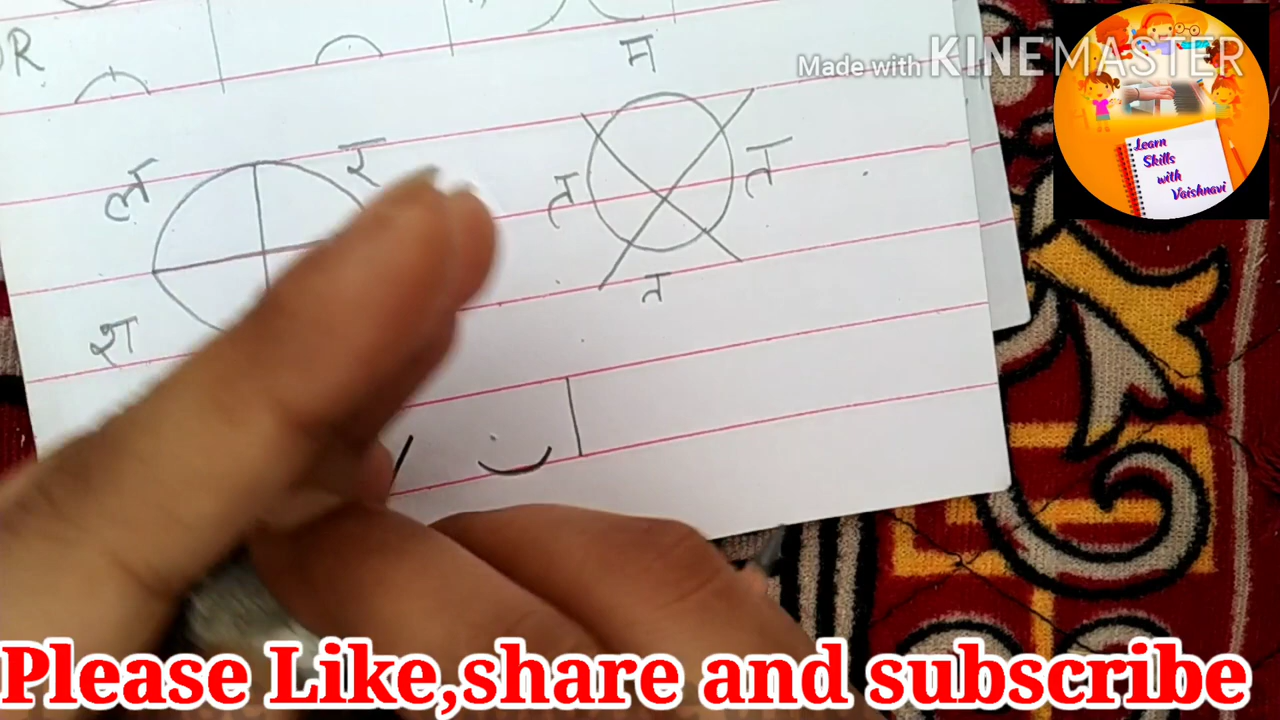 Made with KINEMASTER
Learn
Skills
with
Vaishnavi
R
म
ल
र
त
न
श
Please Like,share and subscribe